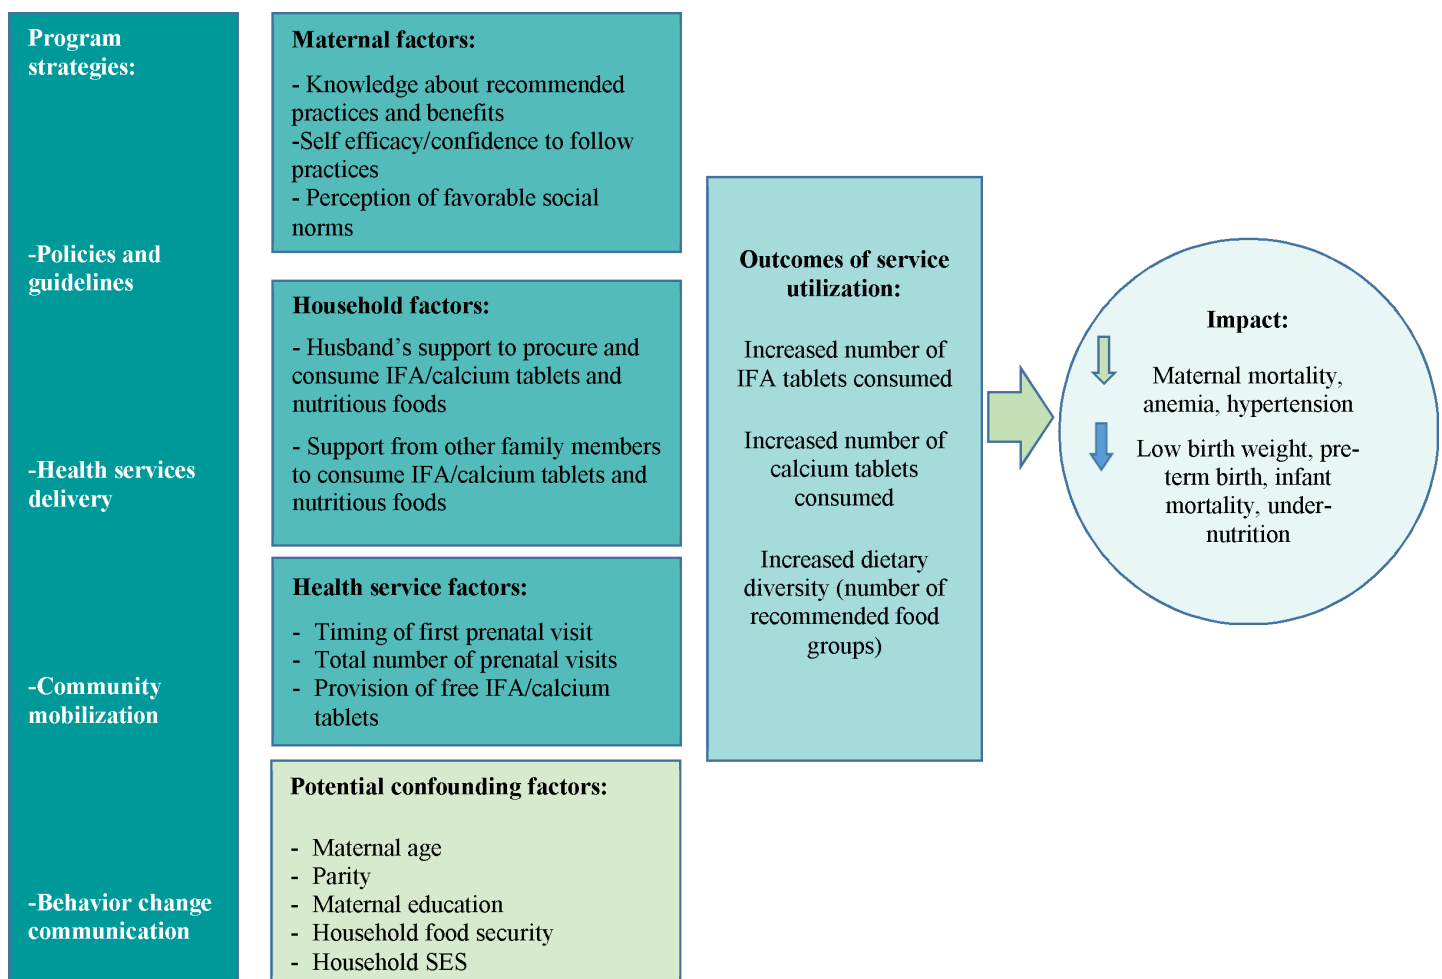 Program
strategies:
-Policies and
guidelines
-Health services
delivery
-Community
mobilization
-Behavior change
communication
Maternal factors:
- Knowledge about recommended
practices and benefits
-Self efficacy/confidence to follow
practices
- Perception of favorable social
norms
Household factors:
- Husband’s support to procure and
consume IFA/calcium tablets and
nutritious foods
- Support from other family members
to consume IFA/calcium tablets and
nutritious foods
Health service factors:
- Timing of first prenatal visit
- Total number of prenatal visits
- Provision of free IFA/calcium
tablets
Potential confounding factors:
- Maternal age
- Parity
- Maternal education
- Household food security
- Household SES
Outcomes of service
utilization:
Increased number of
IFA tablets consumed
Increased number of
calcium tablets
consumed
Increased dietary
diversity (number of
recommended food
groups)
Impact:
Maternal mortality,
anemia, hypertension
Low birth weight, pre-
term birth, infant
mortality, under-
nutrition